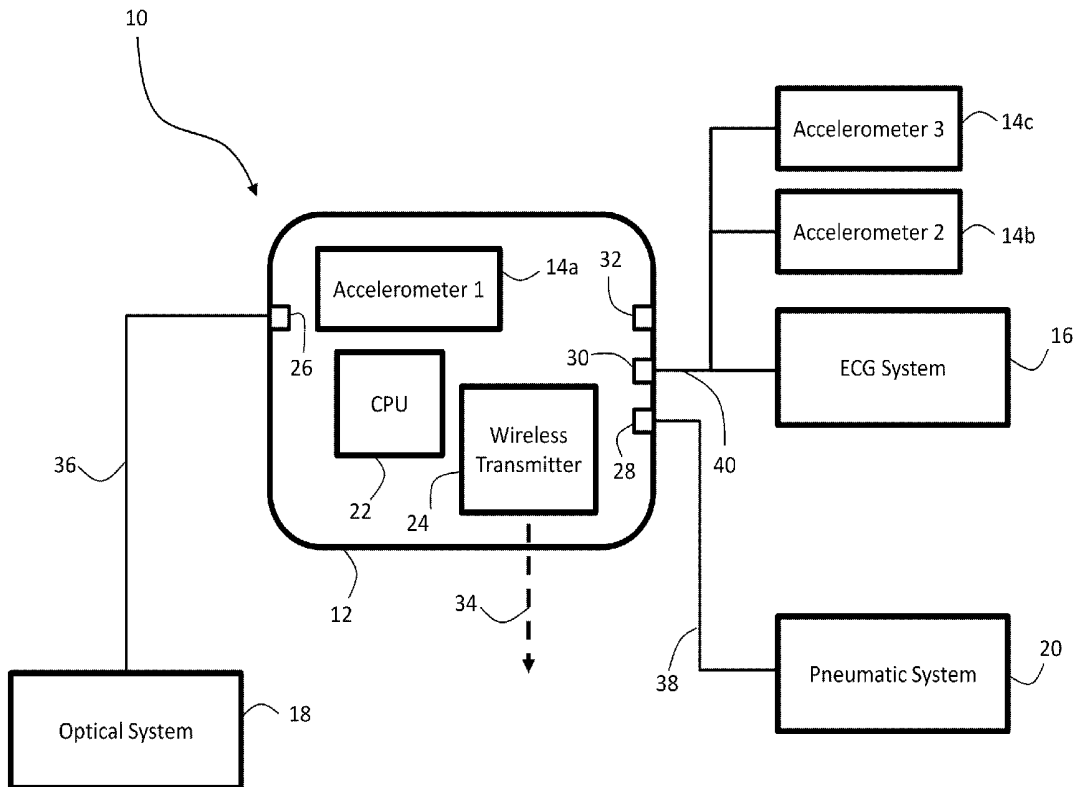 10
Accelerometer 3
14c
Accelerometer 2
14b
Accelerometer 1
14a
32
26
30
ECG System
16
CPU
28
40
36
Wireless
Transmitter
22
24
12
34
38
Pneumatic System
20
Optical System
18